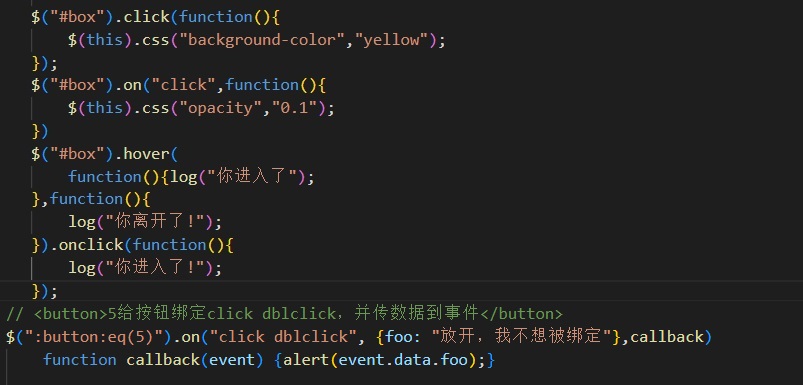 $("#box").click(function(){
$(this).css("background-color","yellow");
});
$("#box").on("click",function(){
$(this).css("opacity","0.1");
})
$("#box").hover(
function(){log("你进入了");
},function(){
log("你离开了!");
}).onclick(function(){
log("你进入了!");
});
// <button>5给按钮绑定click dblclick，并传数据到事件</button>
$(":button:eq(5)").on("click dblclick", {foo: "放开，我不想被绑定"},callback)
function callback(event) {alert(event.data.foo);}